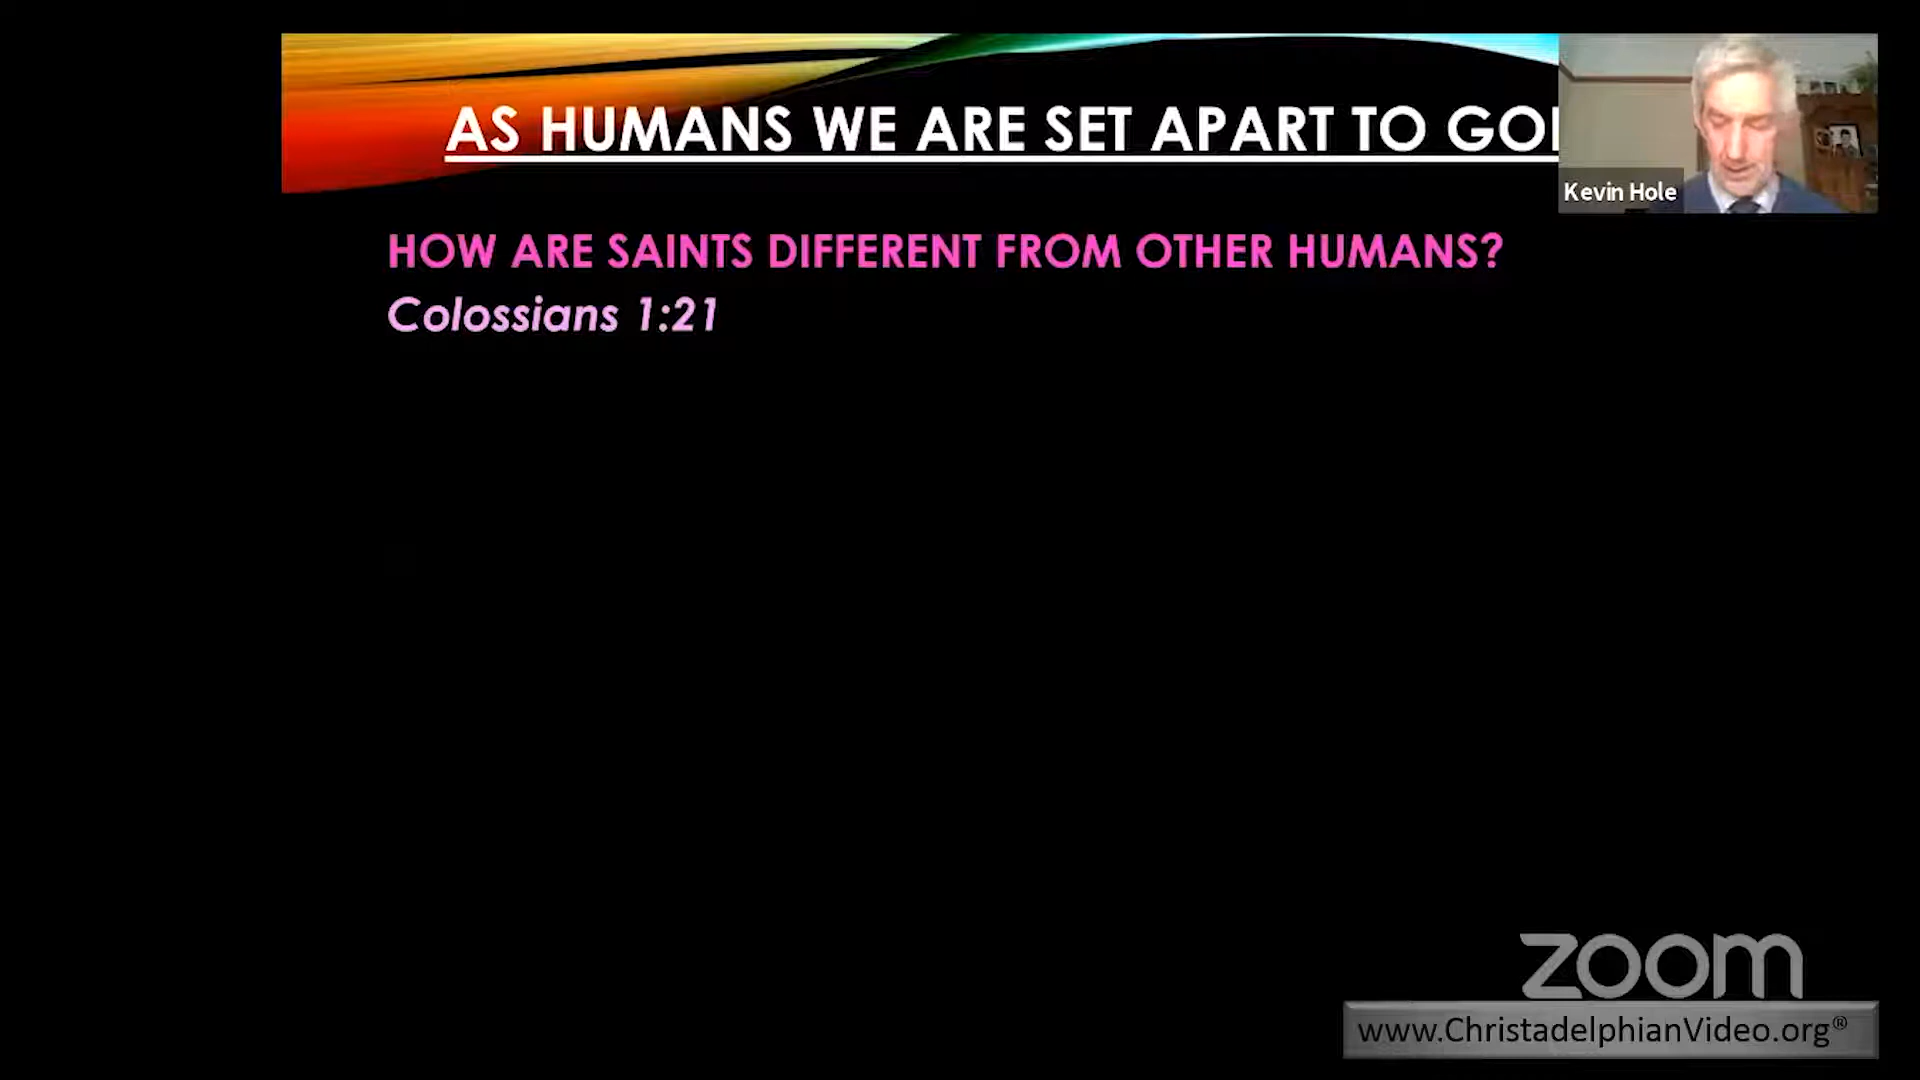 AS HUMANS WE ARE SET APART TO GO
Kevin Hole
HOW ARE SAINTS DIFFERENT FROM OTHER HUMANS?
Colossians 1:21
zoom
www.ChristadelphianVideo.org®